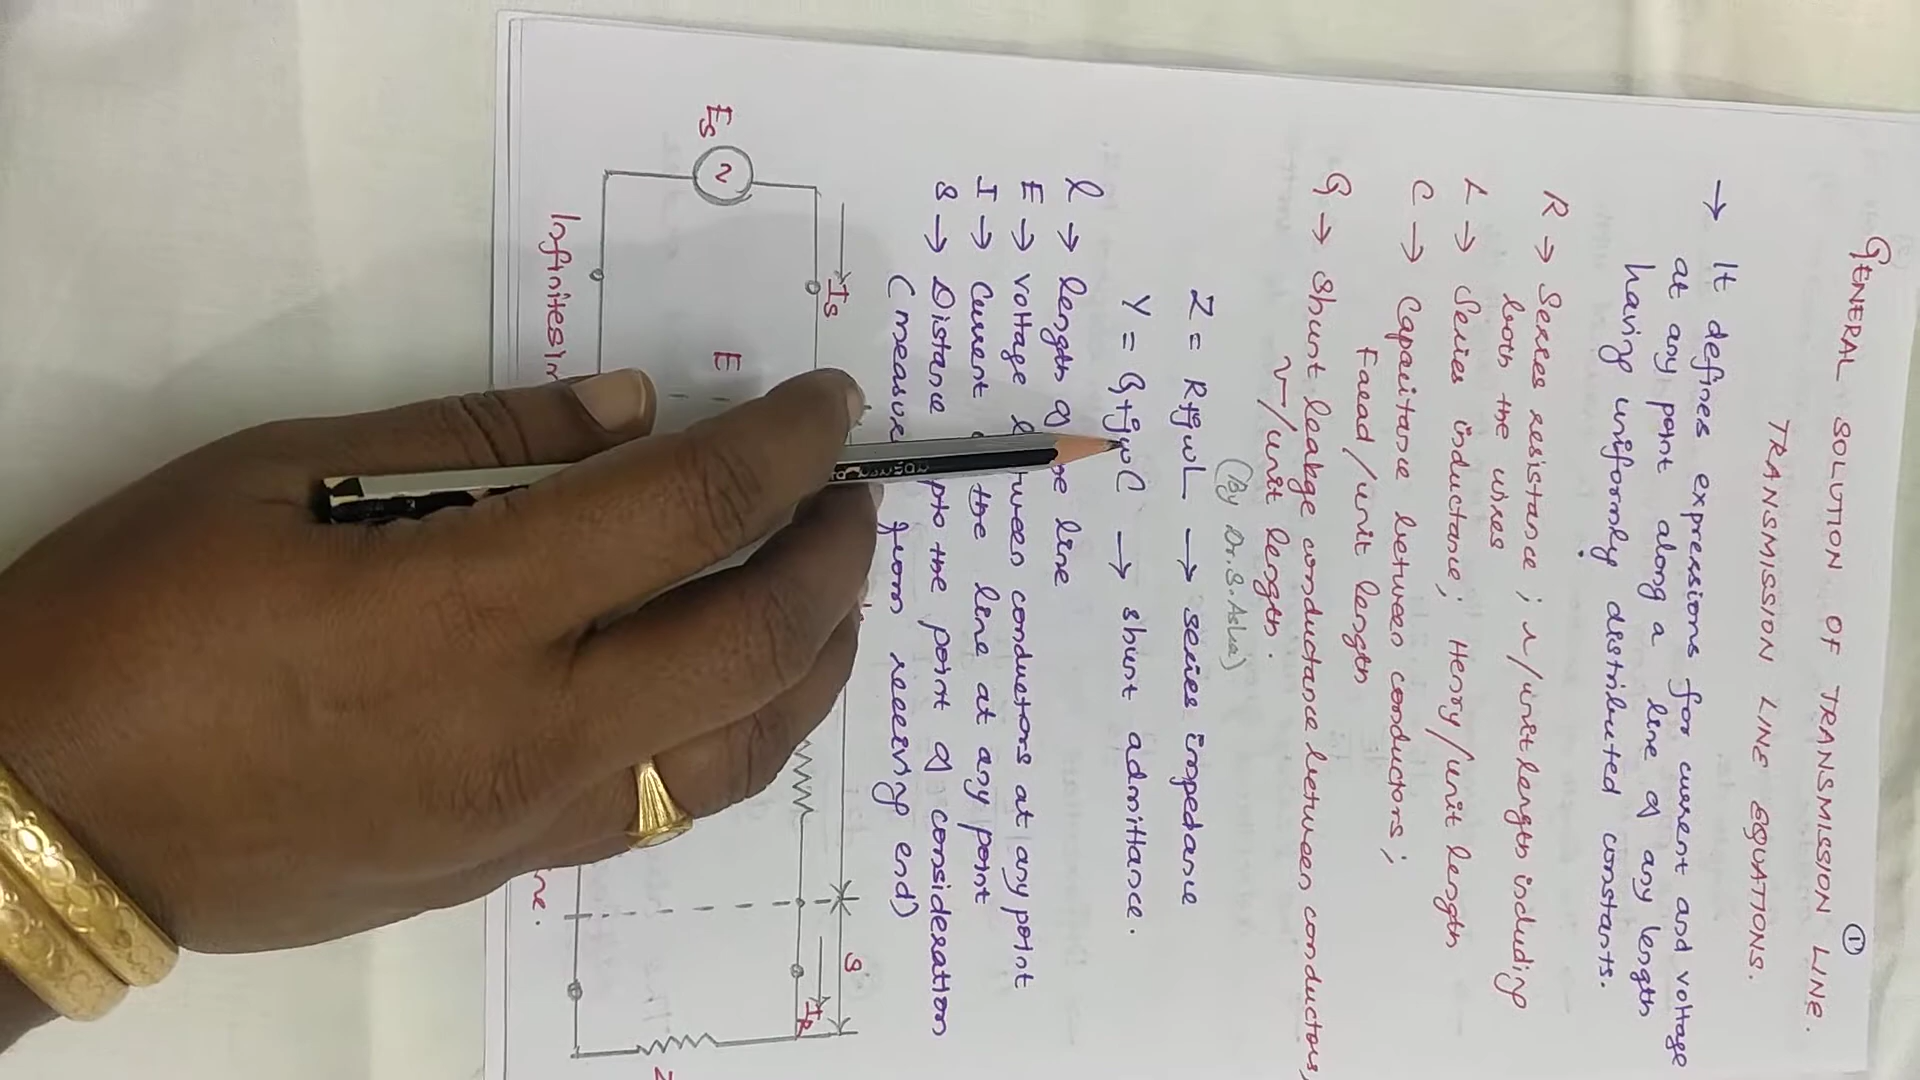 ①
GENERAL SOLUTION OF TRANSMISSION LINE.
TRANSMISSION LINE EQUATIONS.
→ It defines expressions for current and voltage
at any point along a line of any length
having uniformly distributed constants.
R → Series resistance ; Ω/unit length including
both the wires
L → Series inductance; Henry/unit length
C → Capacitance between conductors;
Farad/unit length
G → Shunt leakage conductance between conductors,
℧/unit length.
(By Dr.S.Asha)
Z = R+jωL → series impedance
Y = G+jωC → shunt admittance.
l → length of line
E → Voltage conductors at any point
I → Current the line at any point
S → Distance the point of consideration
(measure from receiving end)
Is
S
IR
Es
E